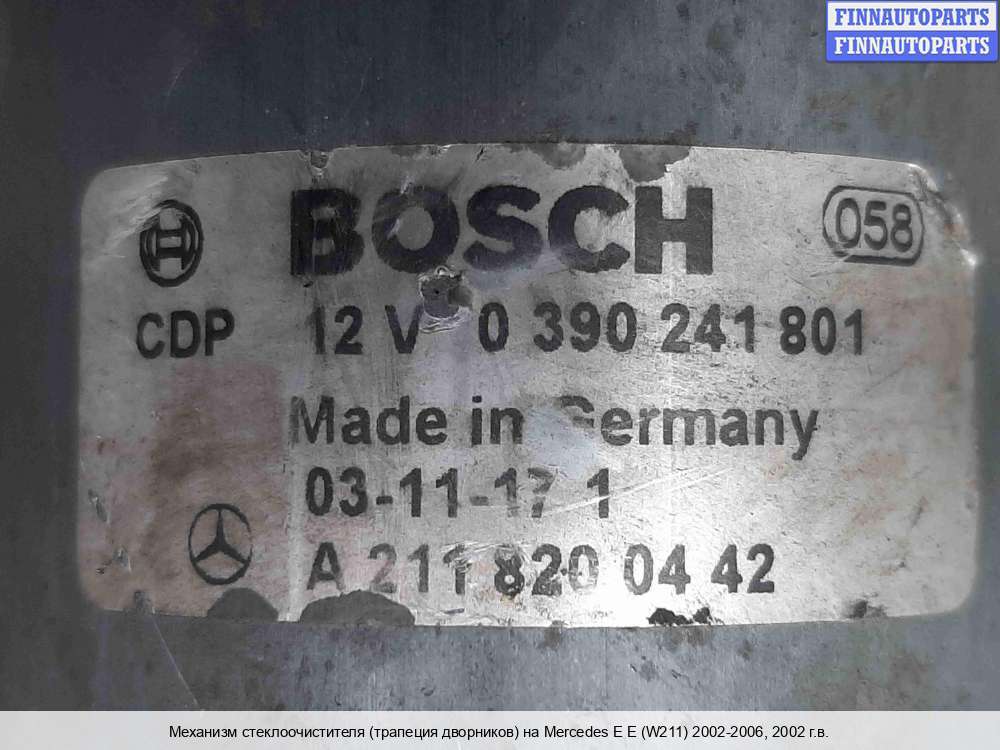 FINNAUTOPARTS
FINNAUTOPARTS
BOSCH 058
CDP 12 V 0 390 241 801
Made in Germany
03-11-17 1
A 211 820 04 42
Механизм стеклоочистителя (трапеция дворников) на Mercedes E E (W211) 2002-2006, 2002 г.в.